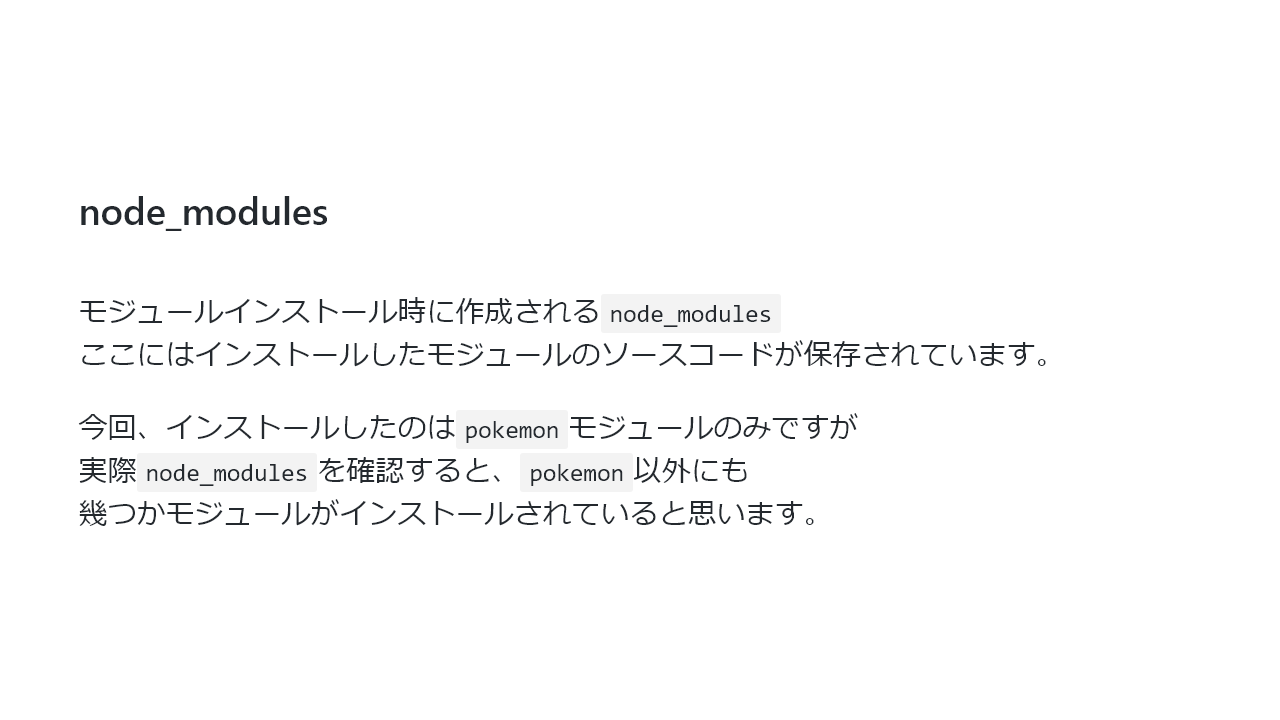 node_modules
モジュールインストール時に作成されるnode_modules
ここにはインストールしたモジュールのソースコードが保存されています。
今回、インストールしたのはpokemonモジュールのみですが
実際node_modulesを確認すると、pokemon以外にも
幾つかモジュールがインストールされていると思います。